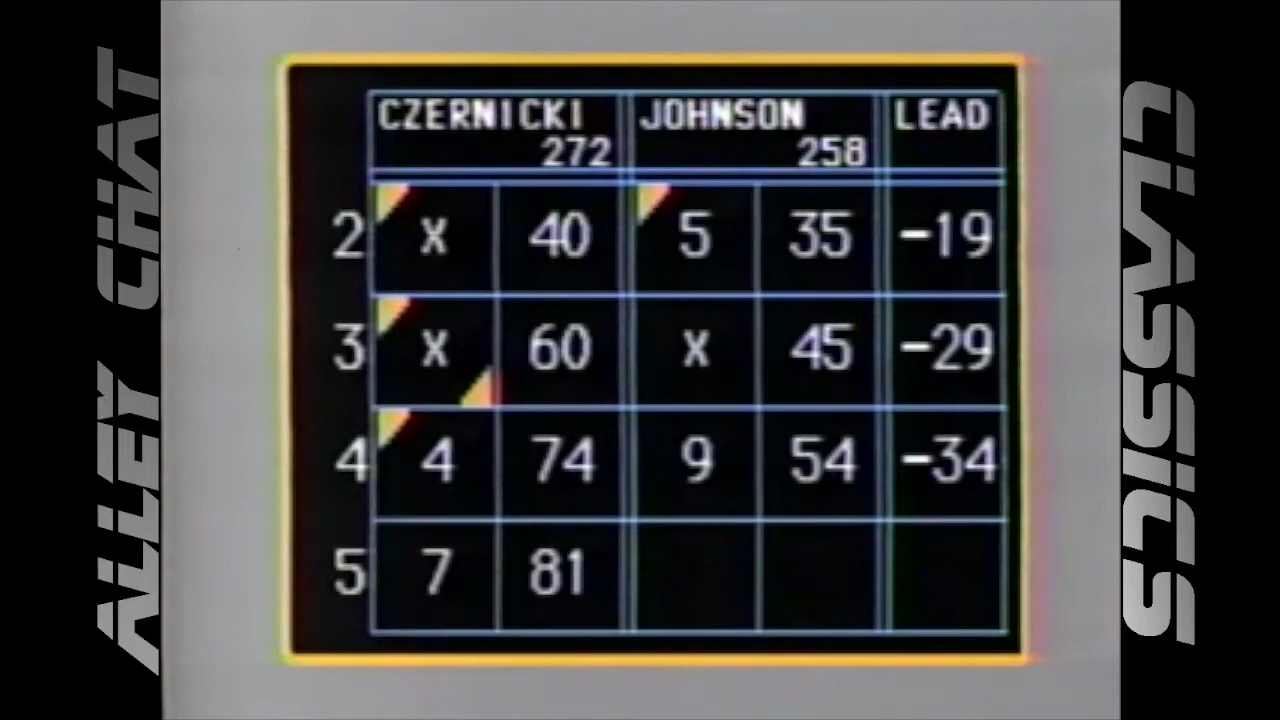 ALLEY CHAT
CZERNICKI JOHNSON LEAD
272 258
2 X 40 5 35 -19
3 X 60 X 45 -29
4 4 74 9 54 -34
5 7 81
CLASSICS